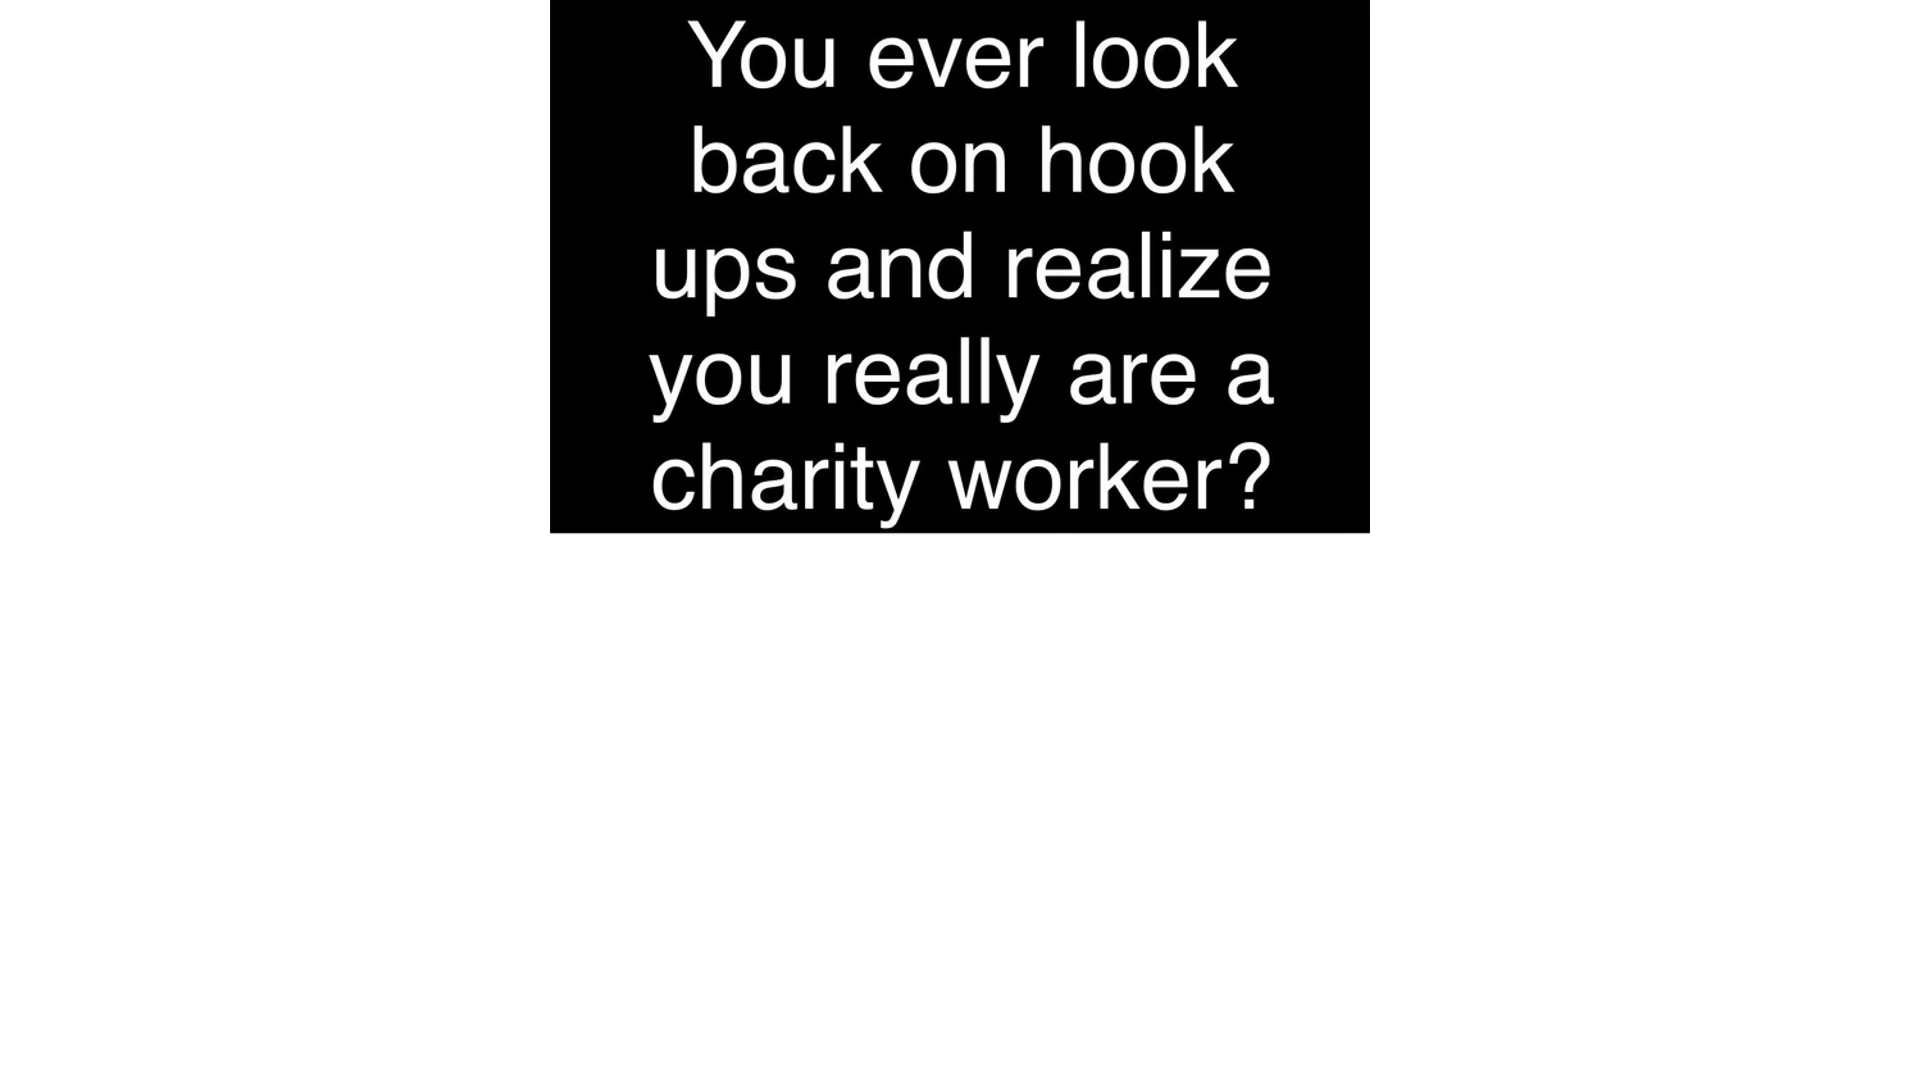 You ever look
back on hook
ups and realize
you really are a
charity worker?